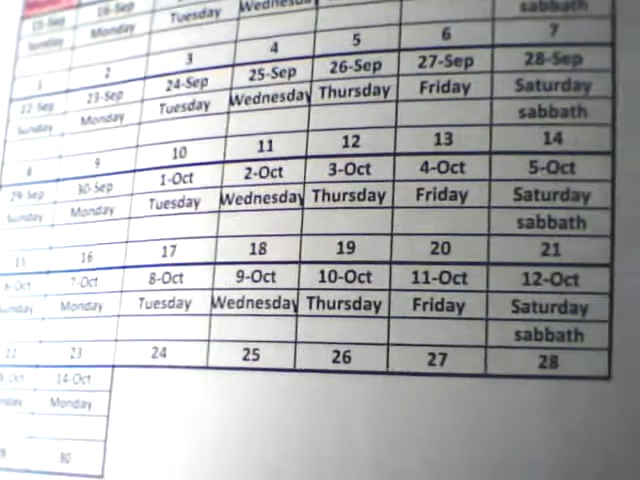 15-Sep 16-Sep Tuesday Wednesday sabbath
Sunday Monday 7
1 2 3 4 5 6
22-Sep 23-Sep 24-Sep 25-Sep 26-Sep 27-Sep 28-Sep
Sunday Monday Tuesday Wednesday Thursday Friday Saturday
sabbath
8 9 10 11 12 13 14
29-Sep 30-Sep 1-Oct 2-Oct 3-Oct 4-Oct 5-Oct
Sunday Monday Tuesday Wednesday Thursday Friday Saturday
sabbath
15 16 17 18 19 20 21
6-Oct 7-Oct 8-Oct 9-Oct 10-Oct 11-Oct 12-Oct
Sunday Monday Tuesday Wednesday Thursday Friday Saturday
sabbath
22 23 24 25 26 27 28
14-Oct
Monday
30